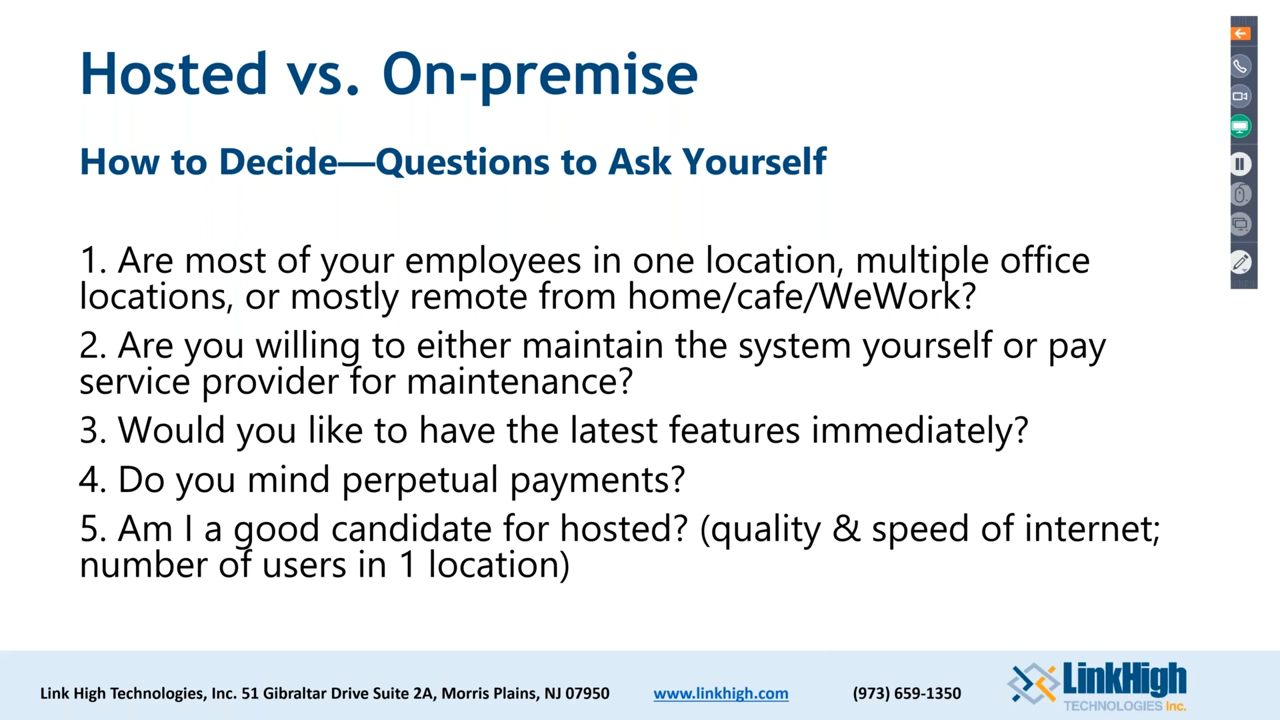 Hosted vs. On-premise
How to Decide—Questions to Ask Yourself
1. Are most of your employees in one location, multiple office
locations, or mostly remote from home/cafe/WeWork?
2. Are you willing to either maintain the system yourself or pay
service provider for maintenance?
3. Would you like to have the latest features immediately?
4. Do you mind perpetual payments?
5. Am I a good candidate for hosted? (quality & speed of internet;
number of users in 1 location)
Link High Technologies, Inc. 51 Gibraltar Drive Suite 2A, Morris Plains, NJ 07950 www.linkhigh.com (973) 659-1350
LinkHigh
TECHNOLOGIES Inc.